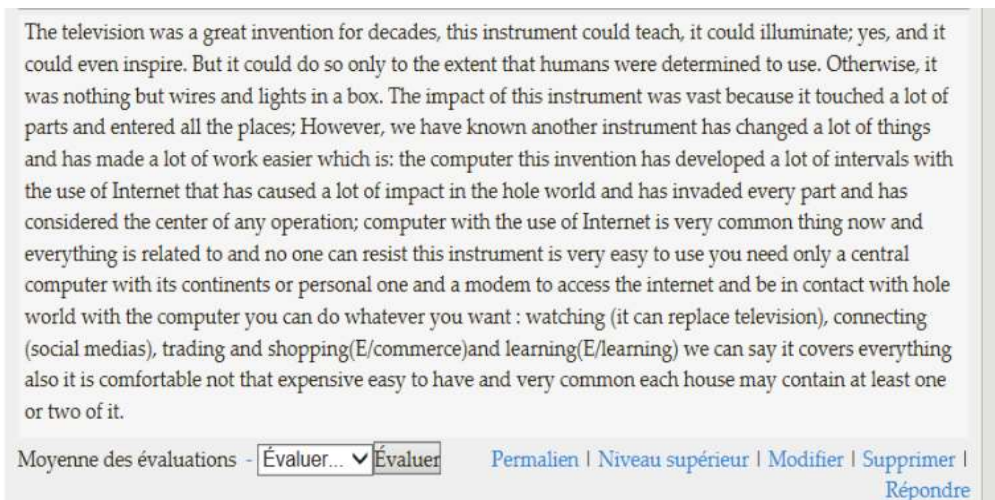 The television was a great invention for decades, this instrument could teach, it could illuminate; yes, and it
could even inspire. But it could do so only to the extent that humans were determined to use. Otherwise, it
was nothing but wires and lights in a box. The impact of this instrument was vast because it touched a lot of
parts and entered all the places; However, we have known another instrument has changed a lot of things
and has made a lot of work easier which is: the computer this invention has developed a lot of intervals with
the use of Internet that has caused a lot of impact in the hole world and has invaded every part and has
considered the center of any operation; computer with the use of Internet is very common thing now and
everything is related to and no one can resist this instrument is very easy to use you need only a central
computer with its continents or personal one and a modem to access the internet and be in contact with hole
world with the computer you can do whatever you want : watching (it can replace television), connecting
(social medias), trading and shopping(E/commerce)and learning(E/learning) we can say it covers everything
also it is comfortable not that expensive easy to have and very common each house may contain at least one
or two of it.
Moyenne des évaluations - Évaluer... Évaluer Permalien | Niveau supérieur | Modifier | Supprimer |
Répondre